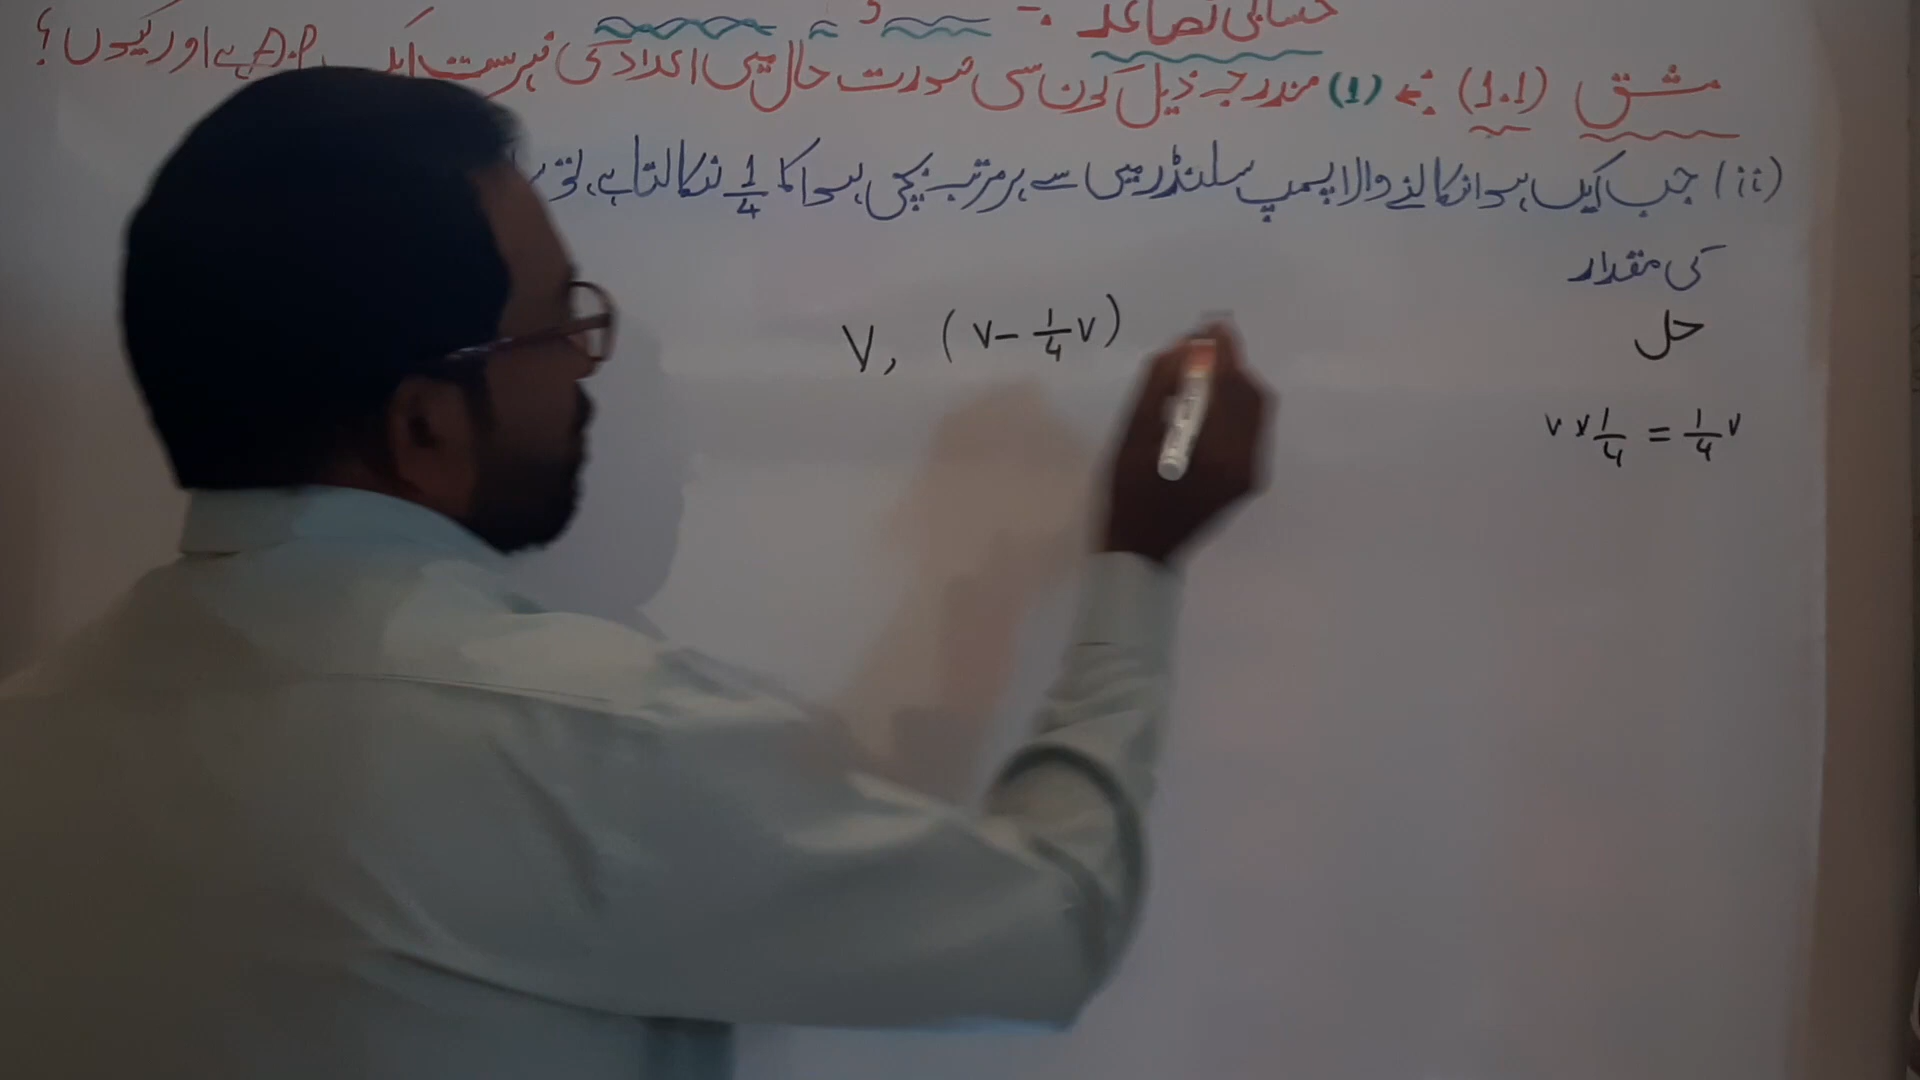 حسابی تصاعد :-
مشق (1.1) :← (1) مندرجہ ذیل کون سی صورت حال میں اعداد کی فہرست ایک A.P ہے اور کیوں؟
(ii) جب ایک ہوا نکالنے والا پمپ سلنڈر میں سے ہر مرتبہ بچی ہوا کا 1/4 نکالتا ہے، تو
کی مقدار
حل
V, (V - 1/4 V)
V × 1/4 = 1/4 V